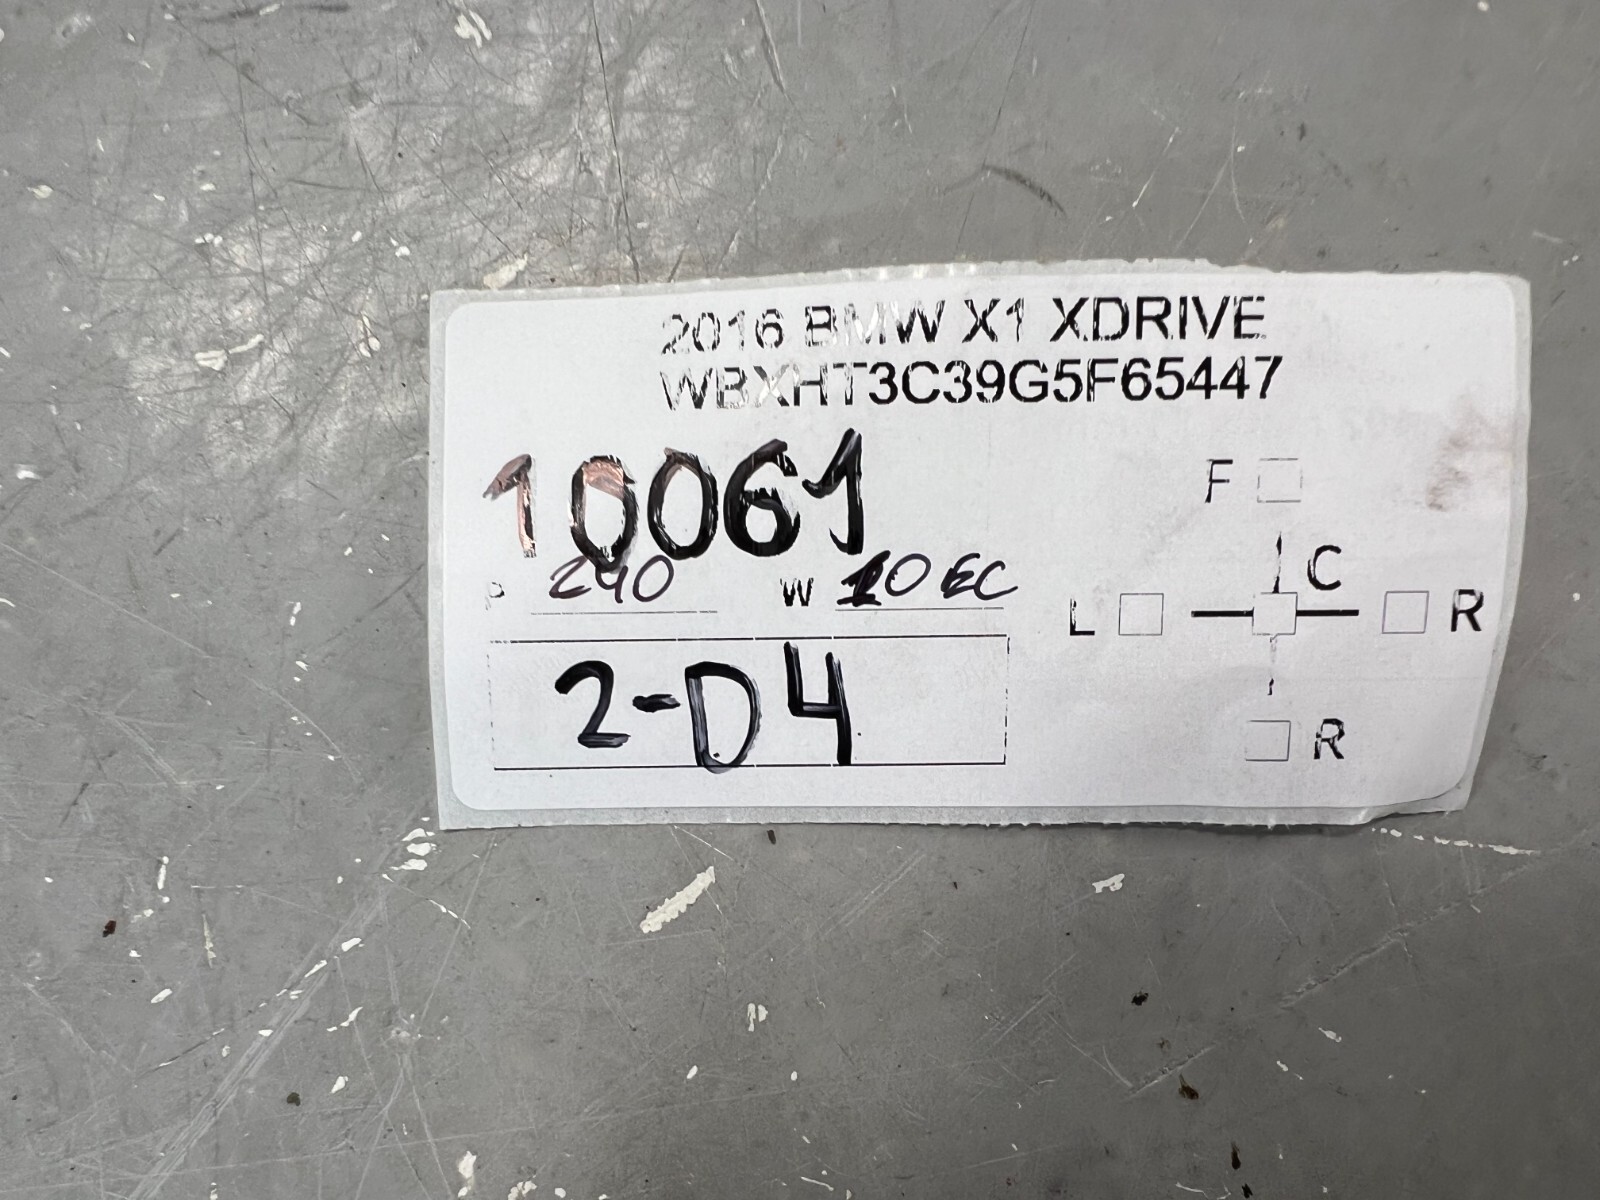 2016 BMW X1 XDRIVE
WBXHT3C39G5F65447
10061
P 240 W 10 EC
2-D4
F
C
L R
R